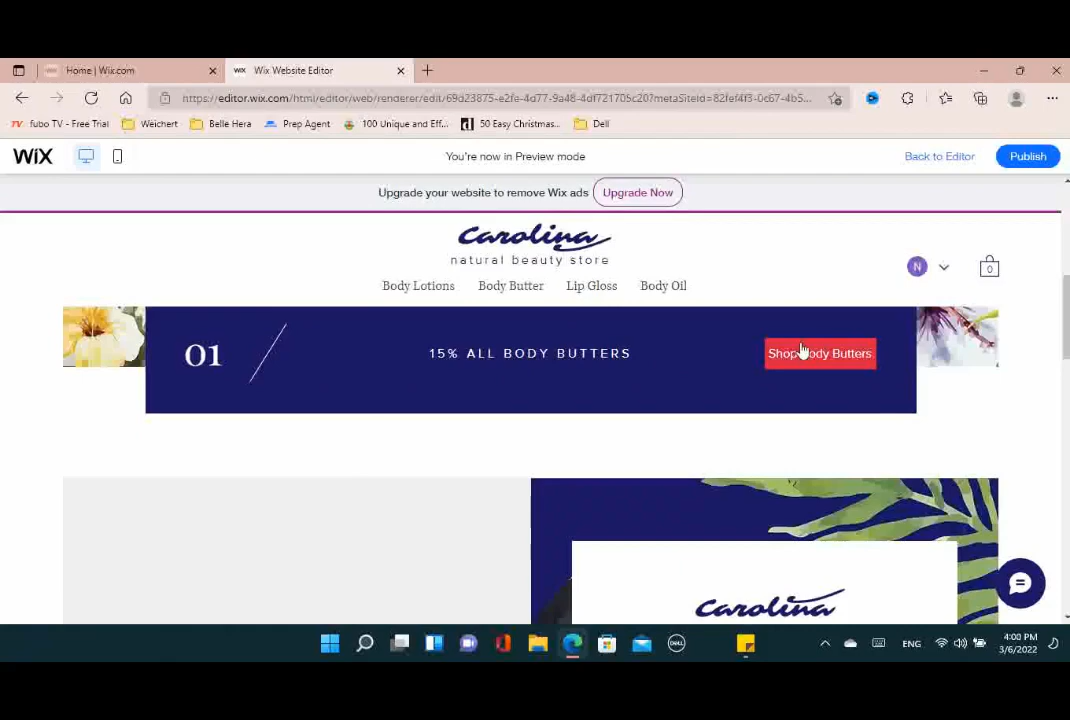 Home | Wix.com
WiX Wix Website Editor
https://editor.wix.com/html/editor/web/renderer/edit/69d23875-e2fe-4d77-9a48-4df721705c20?metaSiteId=82fef4f3-0c67-4b5...
fubo TV - Free Trial Weichert Belle Hera Prep Agent 100 Unique and Eff... 50 Easy Christmas... Dell
WiX You're now in Preview mode Back to Editor Publish
Upgrade your website to remove Wix ads Upgrade Now
carolina
natural beauty store
N 0
Body Lotions Body Butter Lip Gloss Body Oil
01 15% ALL BODY BUTTERS Shop Body Butters
carolina
DELL ENG 4:00 PM
3/6/2022